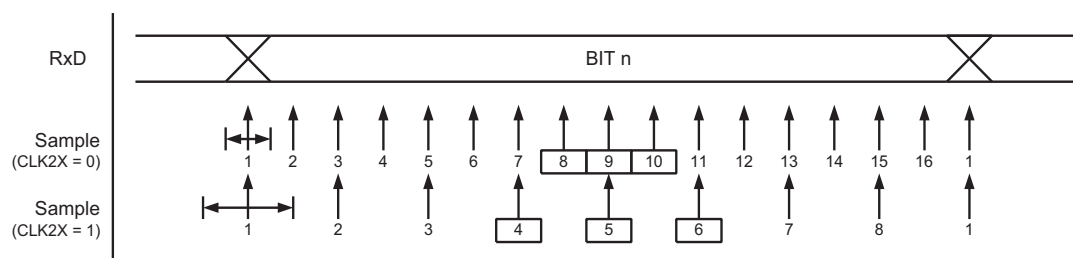 RxD BIT n
Sample
(CLK2X = 0)
1 2 3 4 5 6 7 8 9 10 11 12 13 14 15 16 1
Sample
(CLK2X = 1)
1 2 3 4 5 6 7 8 1